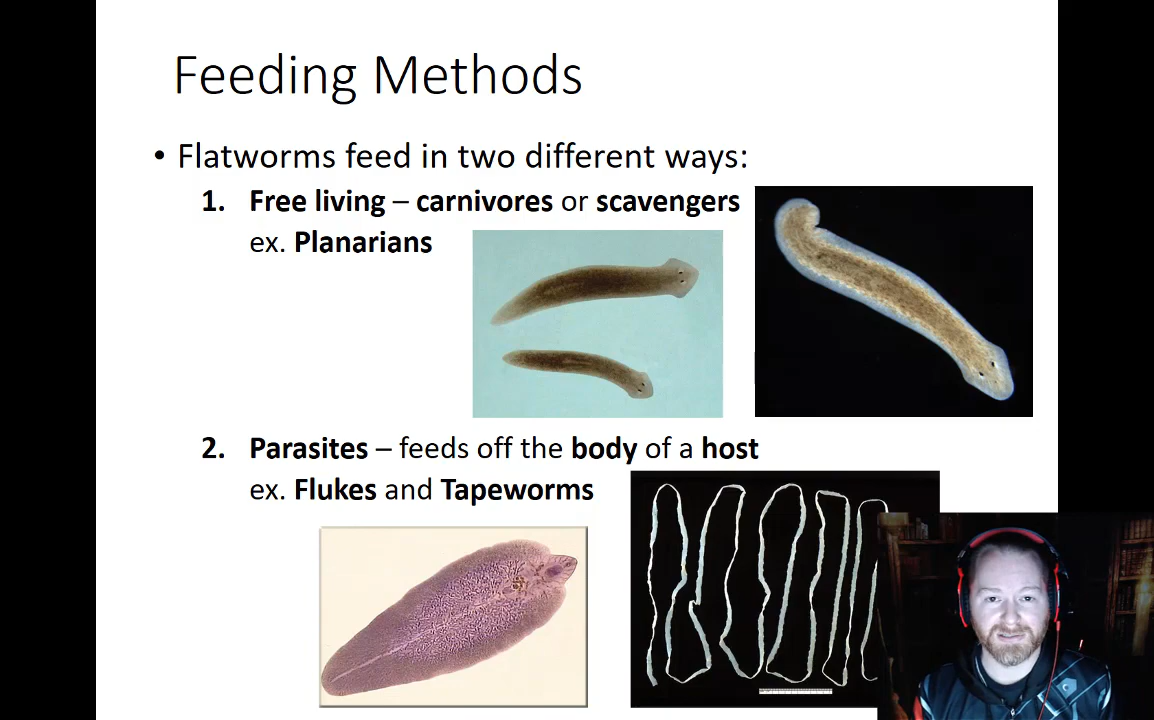 Feeding Methods
• Flatworms feed in two different ways:
1. Free living – carnivores or scavengers
ex. Planarians
2. Parasites – feeds off the body of a host
ex. Flukes and Tapeworms